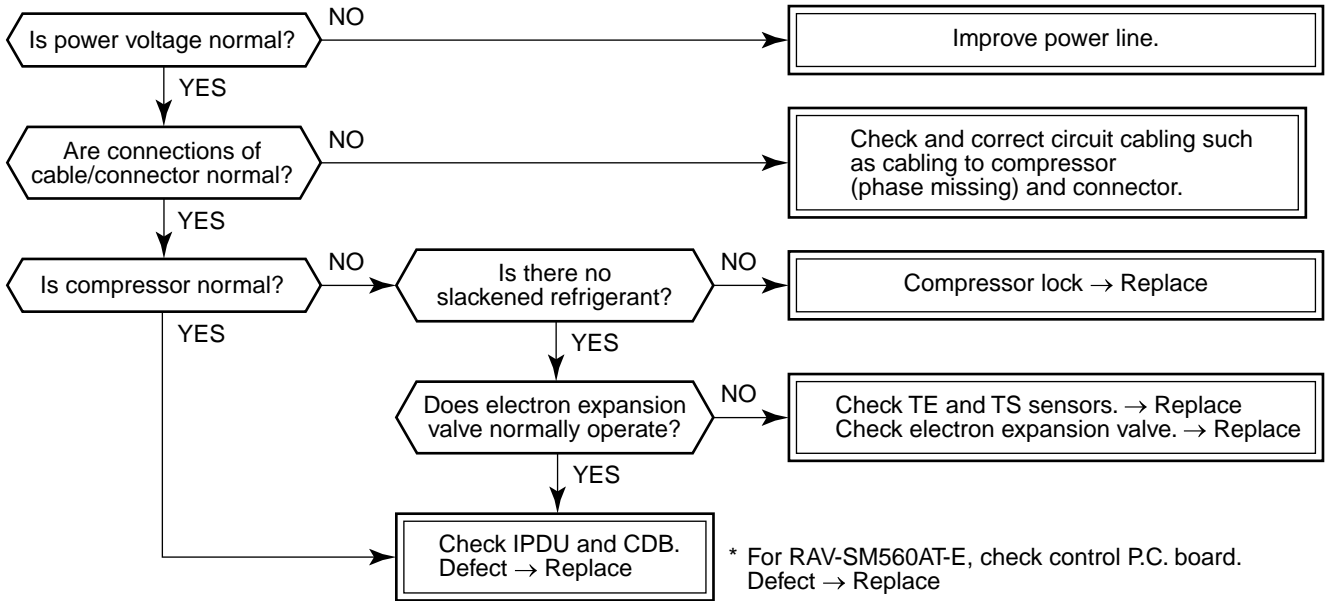 Is power voltage normal?
NO
Improve power line.
YES
Are connections of
cable/connector normal?
NO
Check and correct circuit cabling such
as cabling to compressor
(phase missing) and connector.
YES
Is compressor normal?
NO
Is there no
slackened refrigerant?
NO
Compressor lock → Replace
YES
YES
Does electron expansion
valve normally operate?
NO
Check TE and TS sensors. → Replace
Check electron expansion valve. → Replace
YES
Check IPDU and CDB.
Defect → Replace
* For RAV-SM560AT-E, check control P.C. board.
Defect → Replace